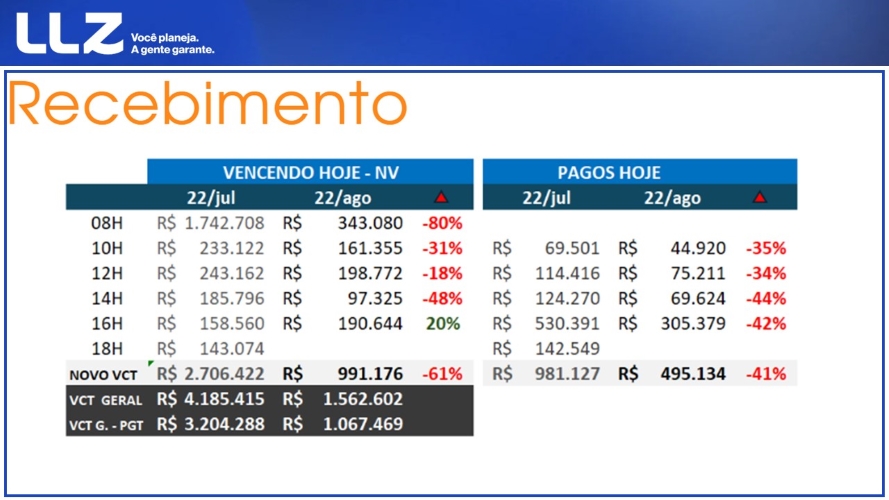 LLZ Você planeja.
A gente garante.
Recebimento
VENCENDO HOJE - NV PAGOS HOJE
22/jul 22/ago 22/jul 22/ago
08H R$ 1.742.708 R$ 343.080 -80%
10H R$ 233.122 R$ 161.355 -31% R$ 69.501 R$ 44.920 -35%
12H R$ 243.162 R$ 198.772 -18% R$ 114.416 R$ 75.211 -34%
14H R$ 185.796 R$ 97.325 -48% R$ 124.270 R$ 69.624 -44%
16H R$ 158.560 R$ 190.644 20% R$ 530.391 R$ 305.379 -42%
18H R$ 143.074 R$ 142.549
NOVO VCT R$ 2.706.422 R$ 991.176 -61% R$ 981.127 R$ 495.134 -41%
VCT GERAL R$ 4.185.415 R$ 1.562.602
VCT G. - PGT R$ 3.204.288 R$ 1.067.469